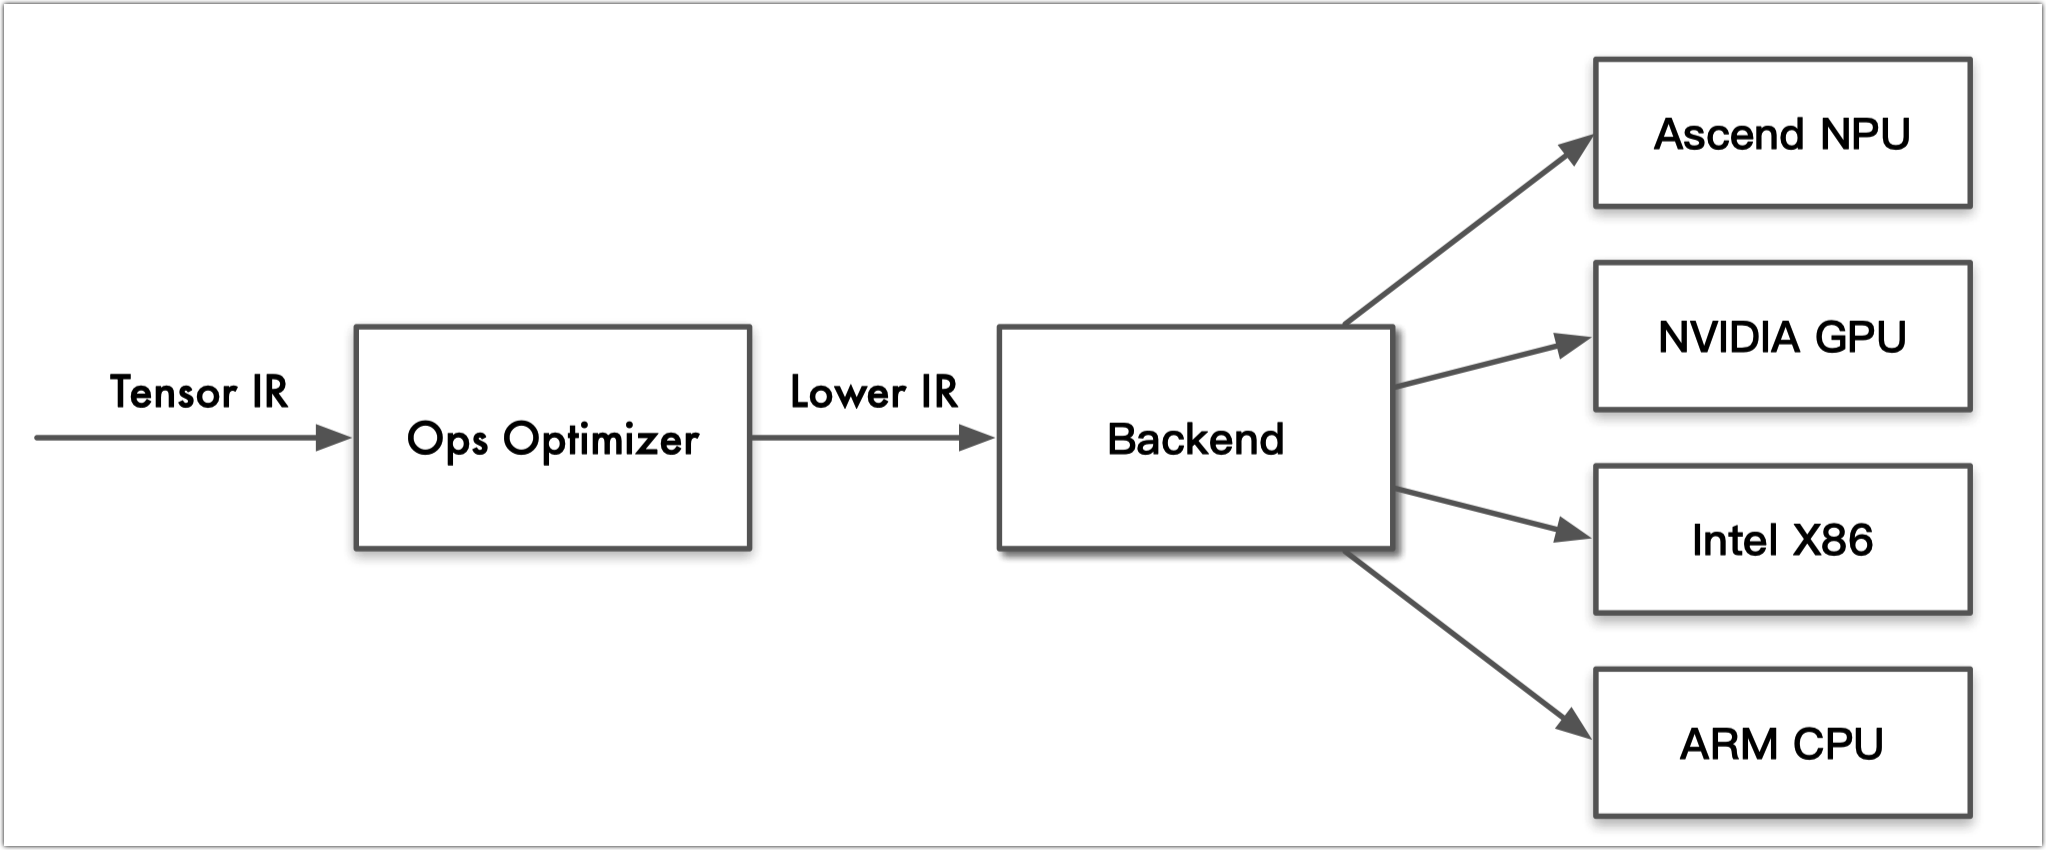 Tensor IR
Ops Optimizer
Lower IR
Backend
Ascend NPU
NVIDIA GPU
Intel X86
ARM CPU